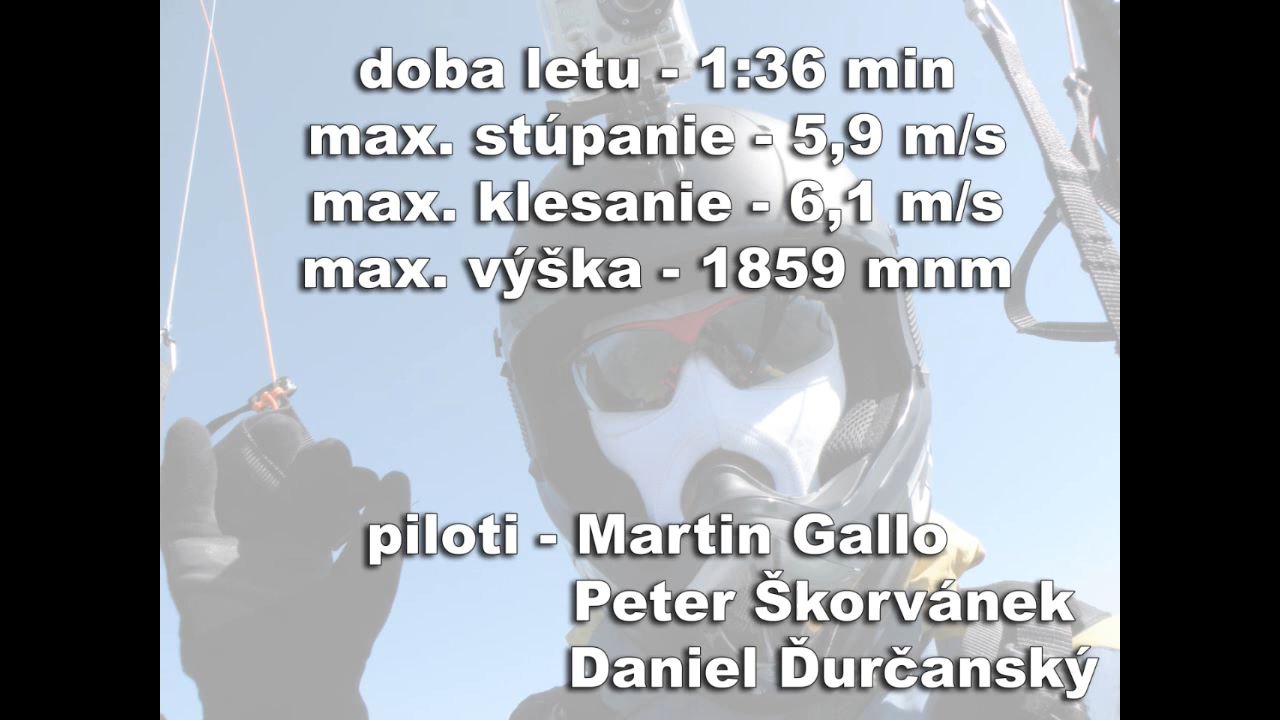 doba letu - 1:36 min
max. stúpanie - 5,9 m/s
max. klesanie - 6,1 m/s
max. výška - 1859 mnm
piloti - Martin Gallo
Peter Škorvánek
Daniel Ďurčanský